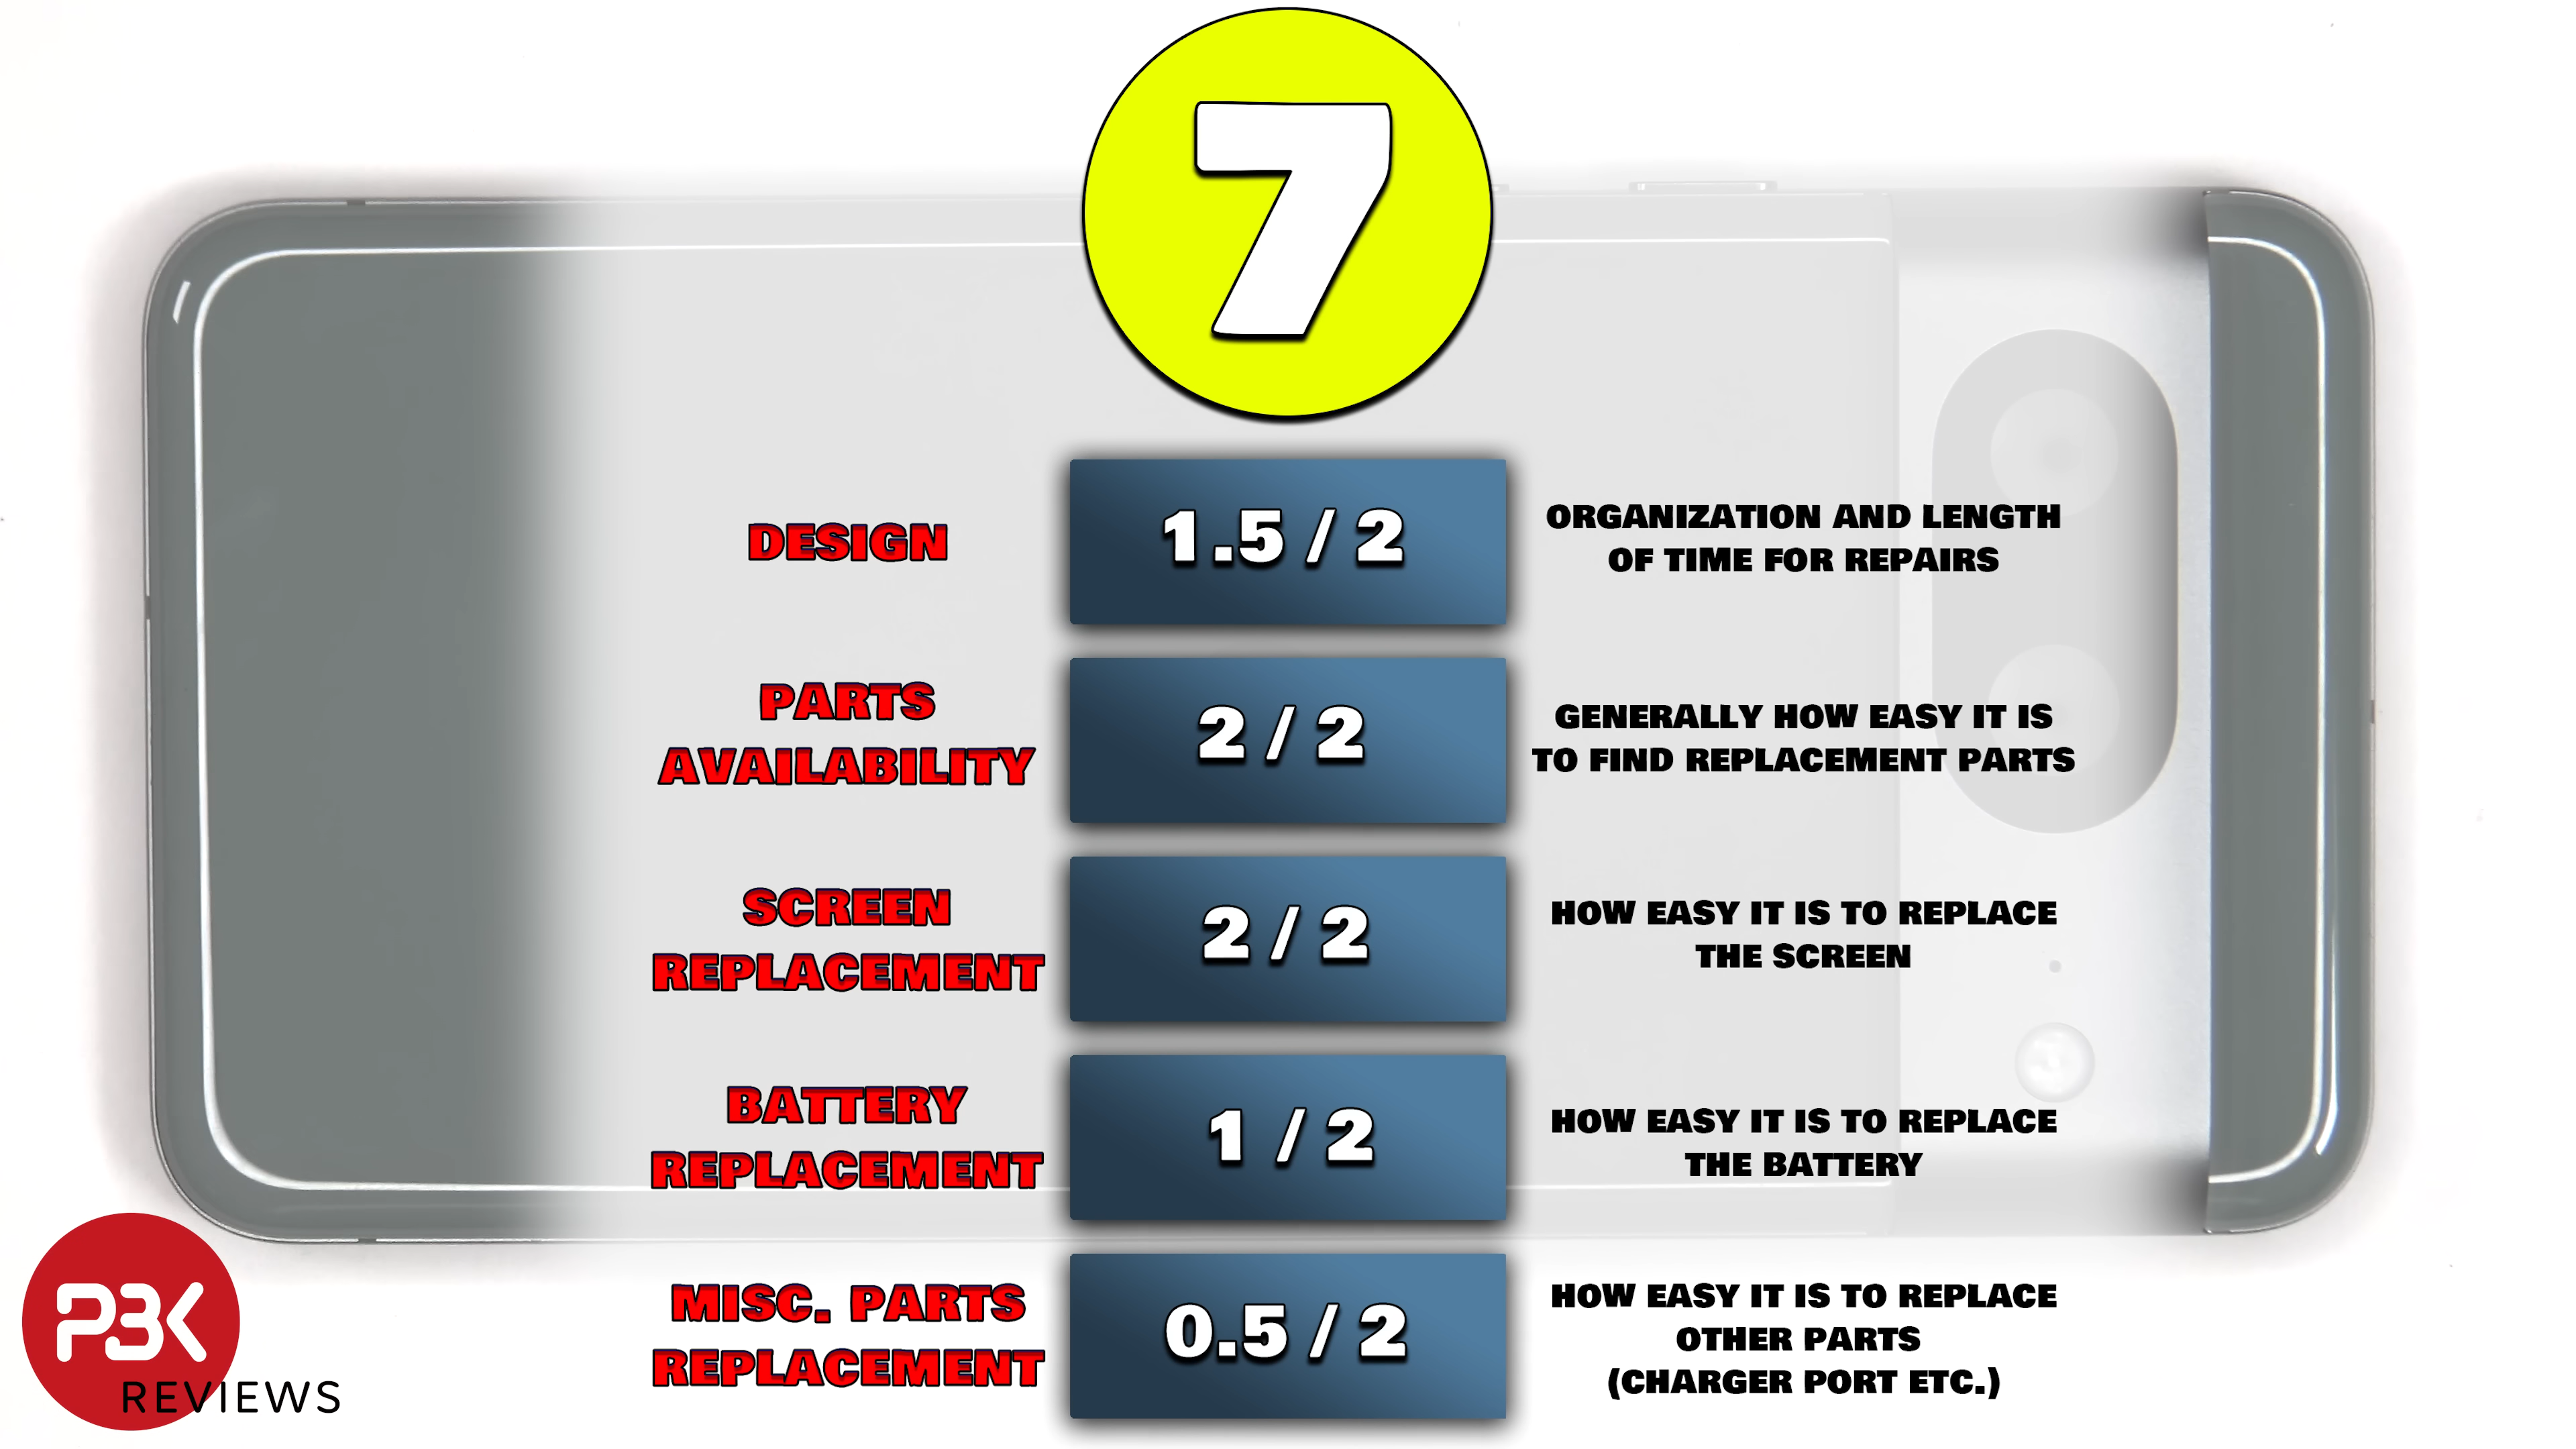 7
DESIGN
1.5 / 2
ORGANIZATION AND LENGTH
OF TIME FOR REPAIRS
PARTS
AVAILABILITY
2 / 2
GENERALLY HOW EASY IT IS
TO FIND REPLACEMENT PARTS
SCREEN
REPLACEMENT
2 / 2
HOW EASY IT IS TO REPLACE
THE SCREEN
BATTERY
REPLACEMENT
1 / 2
HOW EASY IT IS TO REPLACE
THE BATTERY
MISC. PARTS
REPLACEMENT
0.5 / 2
HOW EASY IT IS TO REPLACE
OTHER PARTS
(CHARGER PORT ETC.)
PBK
REVIEWS